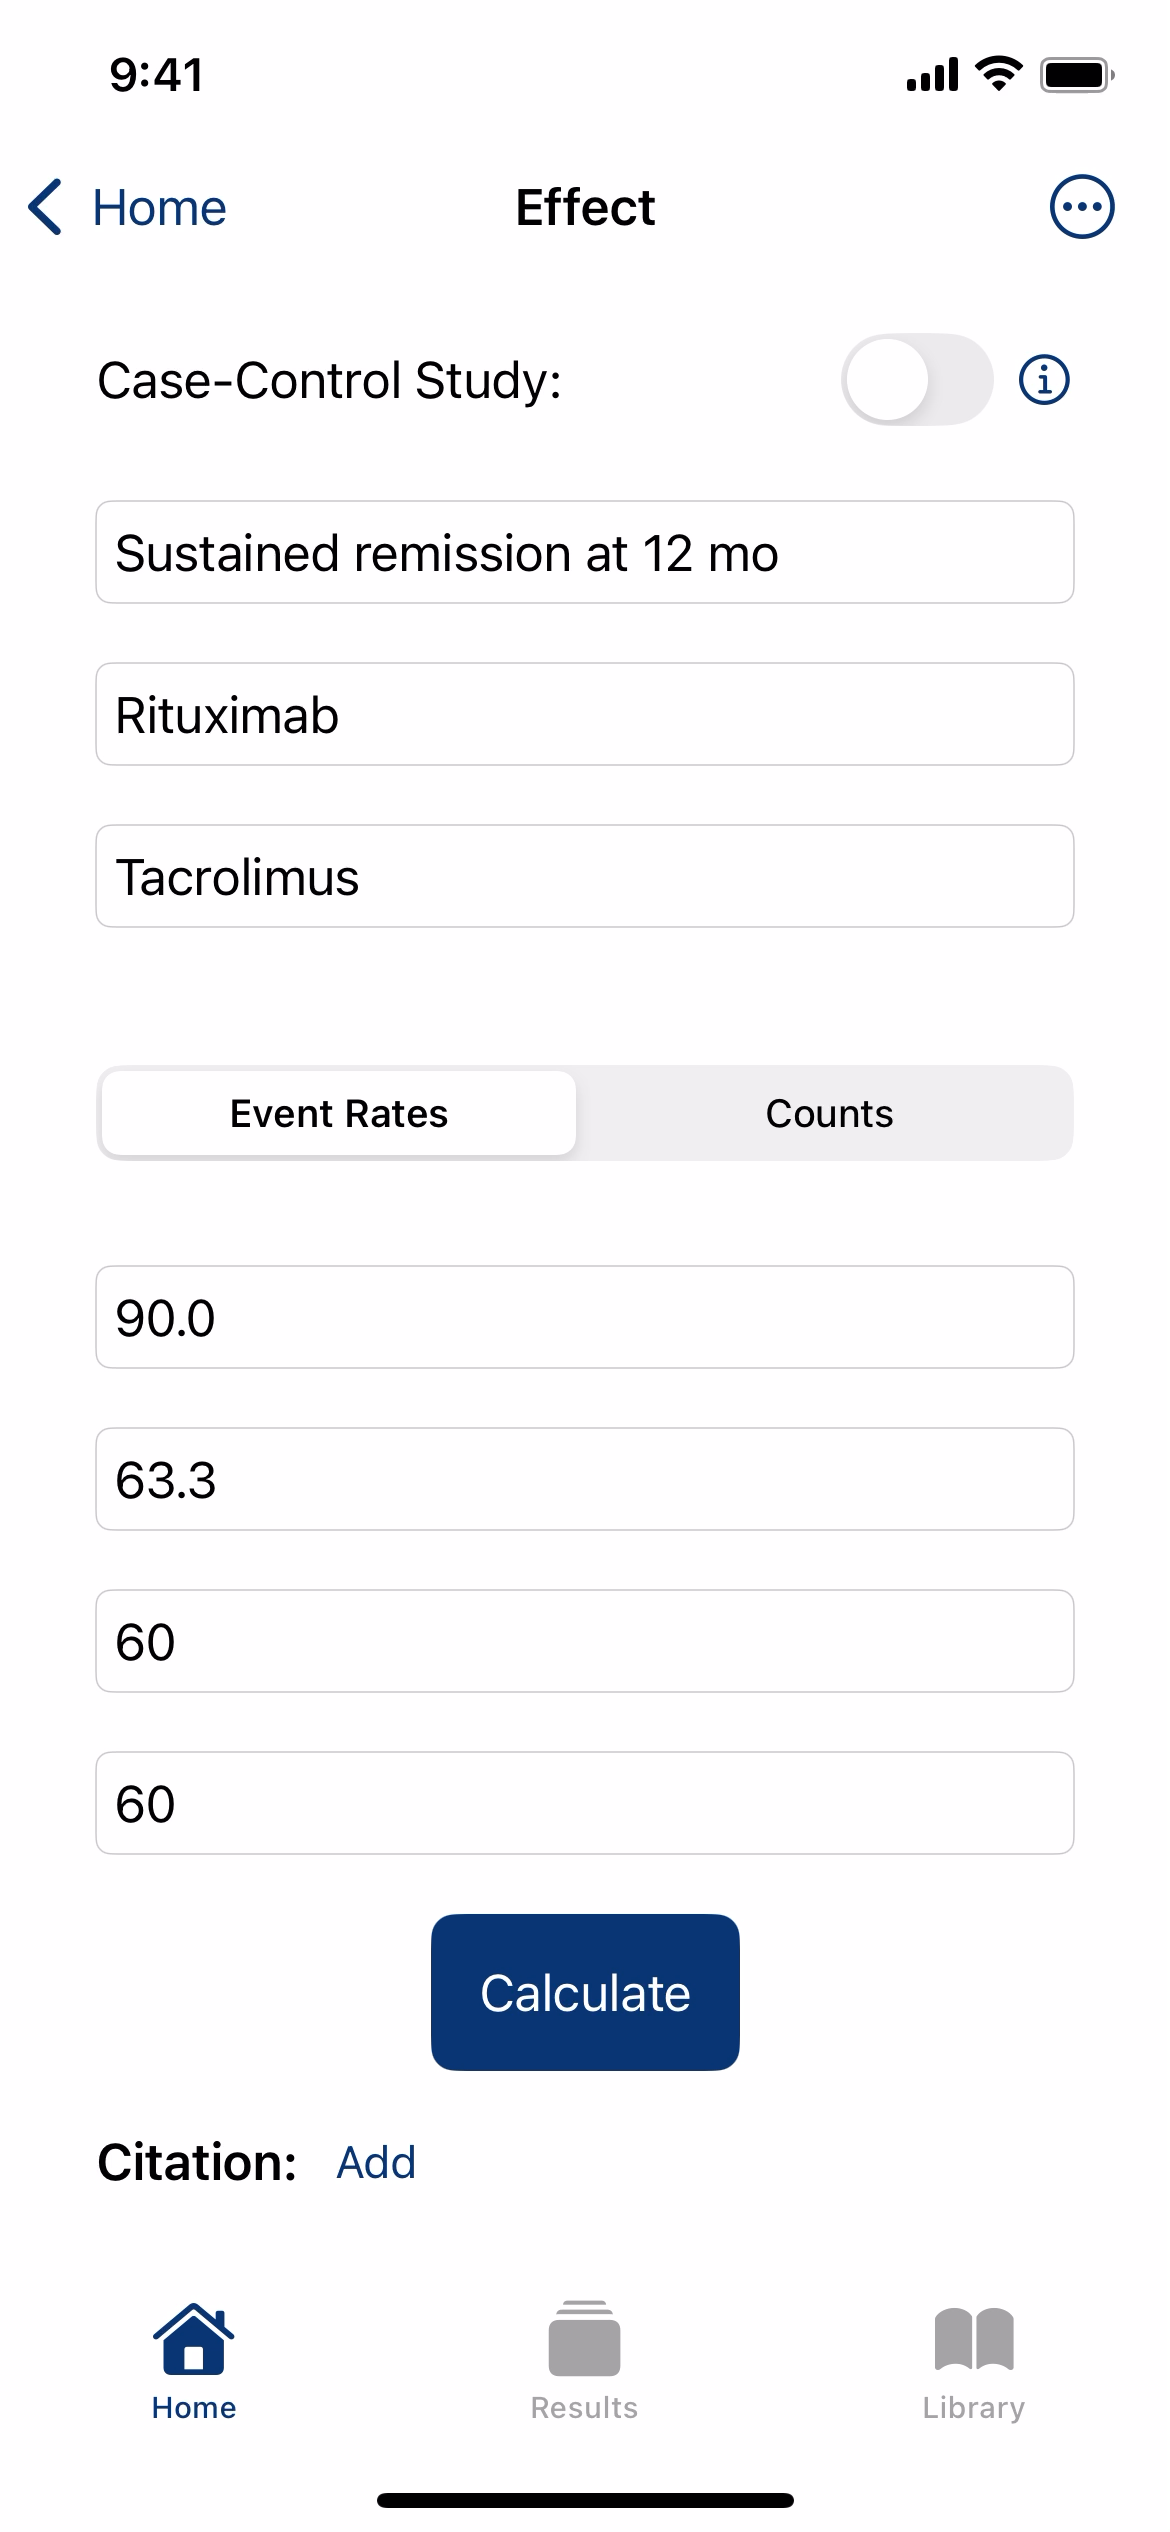 9:41
Home Effect
Case-Control Study:
Sustained remission at 12 mo
Rituximab
Tacrolimus
Event Rates Counts
90.0
63.3
60
60
Calculate
Citation: Add
Home Results Library